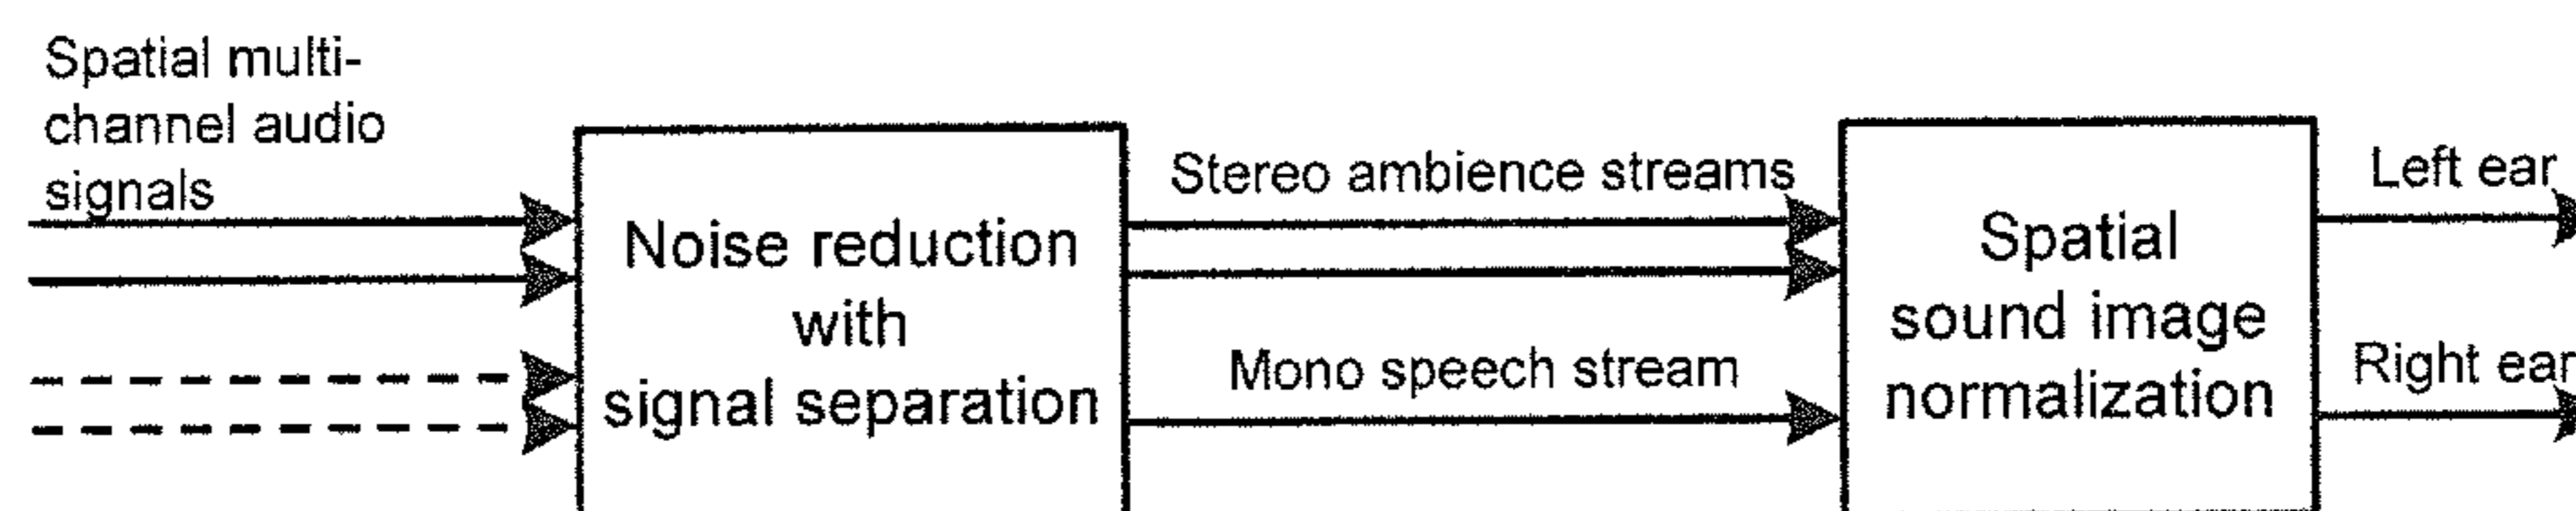 Spatial multi-
channel audio
signals
Noise reduction
with
signal separation
Stereo ambience streams
Mono speech stream
Spatial
sound image
normalization
Left ear
Right ear